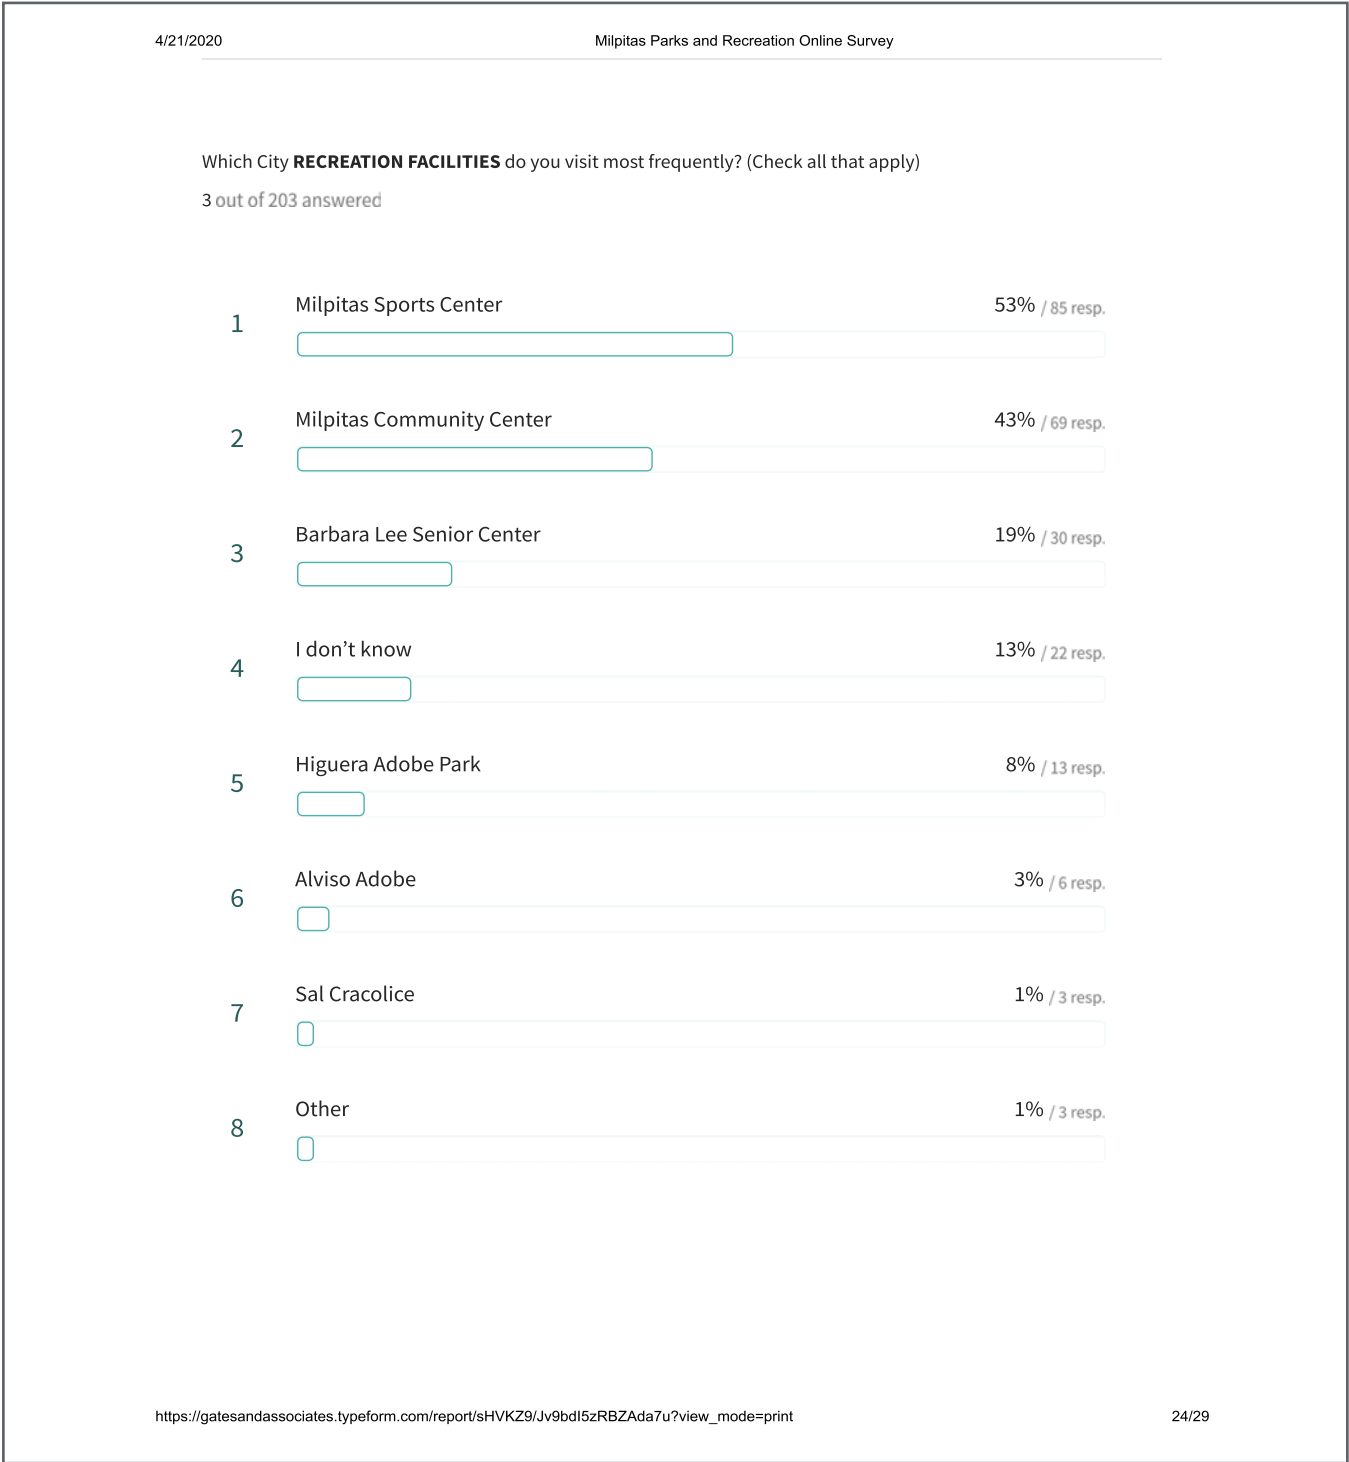 4/21/2020 Milpitas Parks and Recreation Online Survey
Which City RECREATION FACILITIES do you visit most frequently? (Check all that apply)
3 out of 203 answered
1 Milpitas Sports Center 53% / 85 resp.
2 Milpitas Community Center 43% / 69 resp.
3 Barbara Lee Senior Center 19% / 30 resp.
4 I don’t know 13% / 22 resp.
5 Higuera Adobe Park 8% / 13 resp.
6 Alviso Adobe 3% / 6 resp.
7 Sal Cracolice 1% / 3 resp.
8 Other 1% / 3 resp.
https://gatesandassociates.typeform.com/report/sHVKZ9/Jv9bdI5zRBZAda7u?view_mode=print 24/29